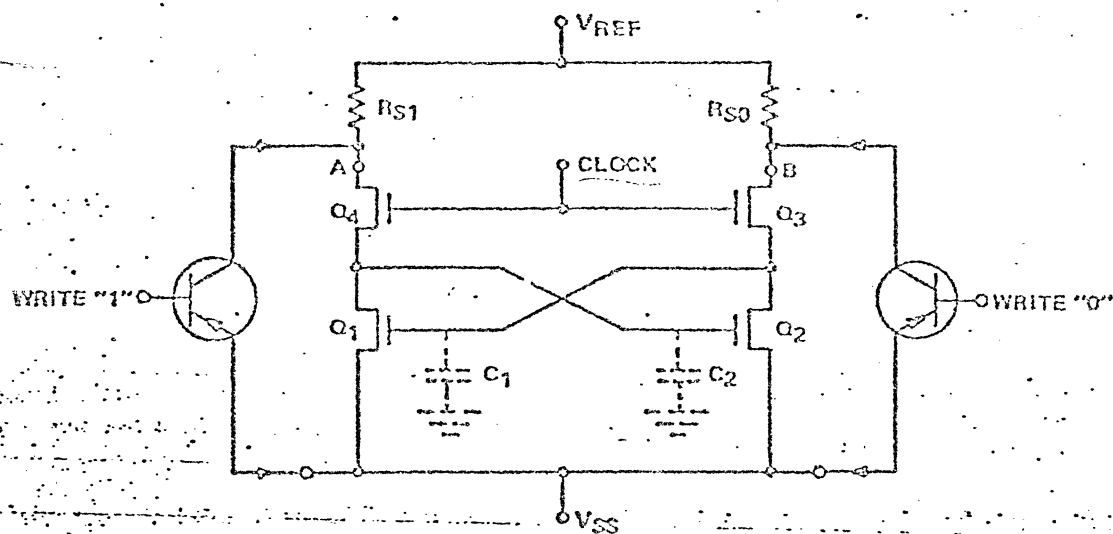 VREF
RS1
RS0
A
CLOCK
B
Q4
Q3
WRITE "1"
WRITE "0"
Q1
Q2
C1
C2
VSS